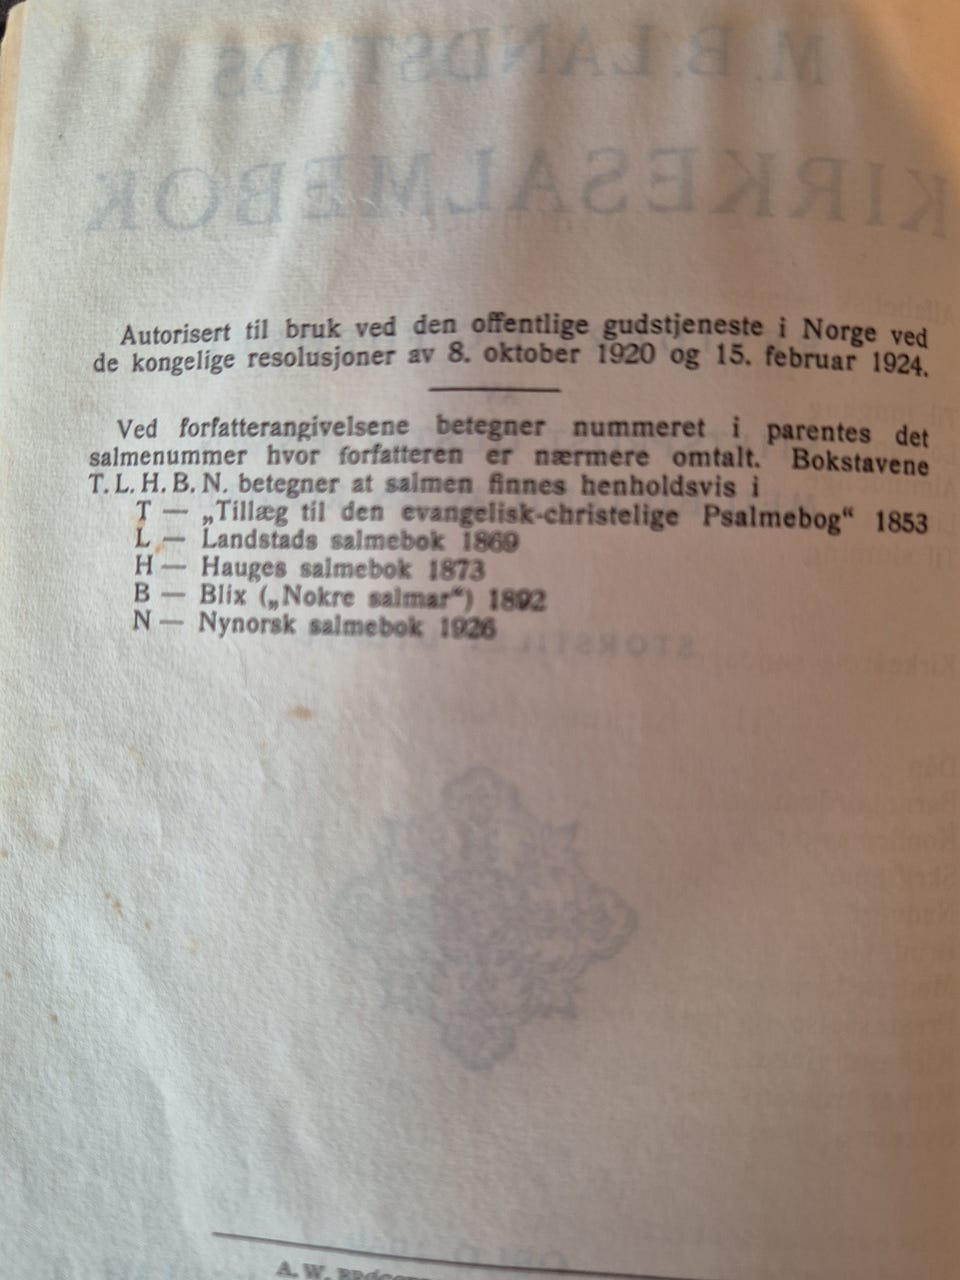 M. B. LANDSTADS
KIRKESALMEBOK
Autorisert til bruk ved den offentlige gudstjeneste i Norge ved
de kongelige resolusjoner av 8. oktober 1920 og 15. februar 1924.
Ved forfatterangivelsene betegner nummeret i parentes det
salmenummer hvor forfatteren er nærmere omtalt. Bokstavene
T. L. H. B. N. betegner at salmen finnes henholdsvis i
T — „Tillæg til den evangelisk-christelige Psalmebog“ 1853
L — Landstads salmebok 1869
H — Hauges salmebok 1873
B — Blix („Nokre salmar“) 1892
N — Nynorsk salmebok 1926
A. W.